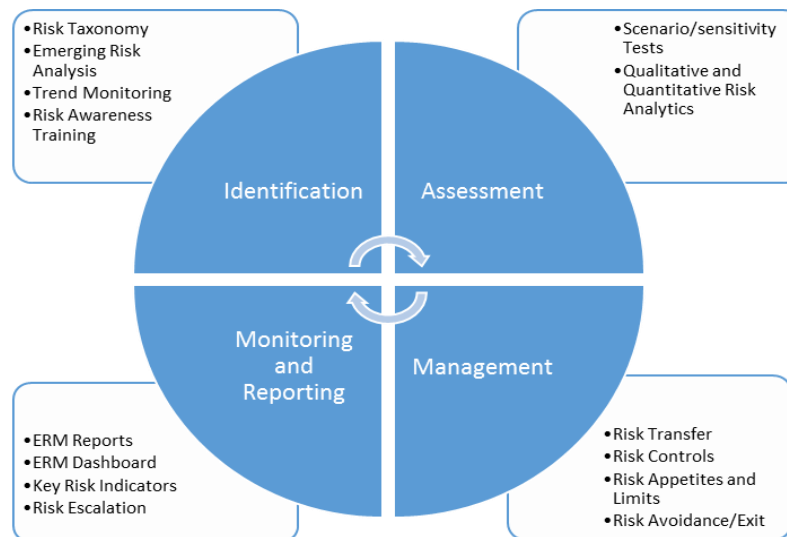 •Risk Taxonomy
•Emerging Risk
Analysis
•Trend Monitoring
•Risk Awareness
Training
•Scenario/sensitivity
Tests
•Qualitative and
Quantitative Risk
Analytics
Identification
Assessment
Monitoring
and
Reporting
Management
•ERM Reports
•ERM Dashboard
•Key Risk Indicators
•Risk Escalation
•Risk Transfer
•Risk Controls
•Risk Appetites and
Limits
•Risk Avoidance/Exit